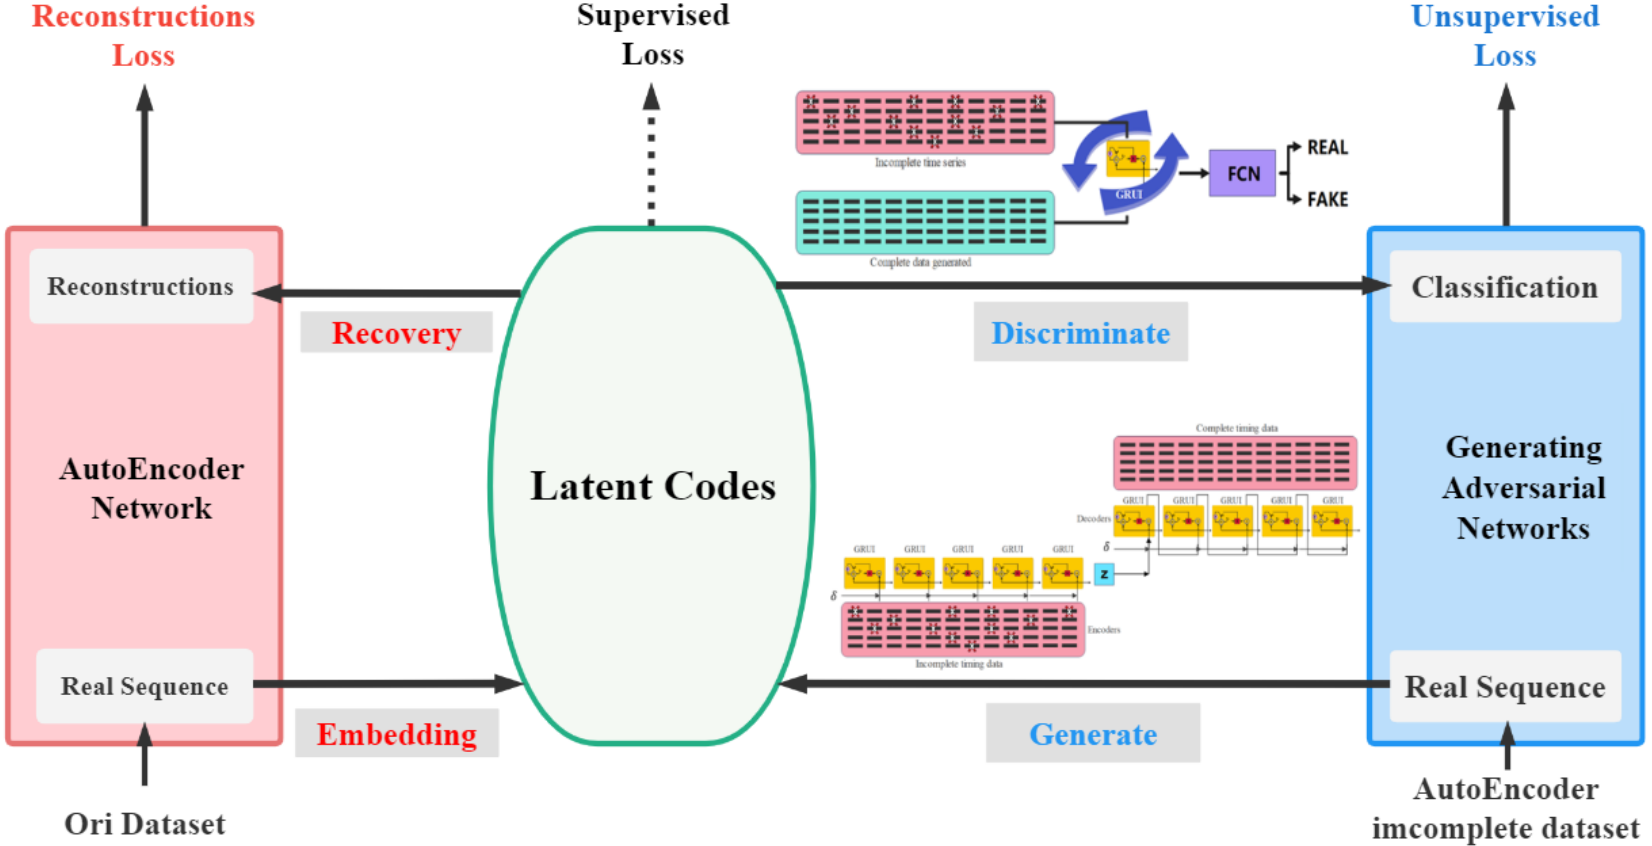 Reconstructions
Loss
Supervised
Loss
Unsupervised
Loss
Incomplete time series
GRUI
FCN
REAL
FAKE
Complete data generated
Reconstructions
Recovery
Discriminate
Classification
AutoEncoder
Network
Latent Codes
Generating
Adversarial
Networks
Complete timing data
GRUI GRUI GRUI GRUI GRUI
Decoders
δ
GRUI GRUI GRUI GRUI GRUI
z
δ
Encoders
Incomplete timing data
Real Sequence
Real Sequence
Embedding
Generate
Ori Dataset
AutoEncoder
imcomplete dataset